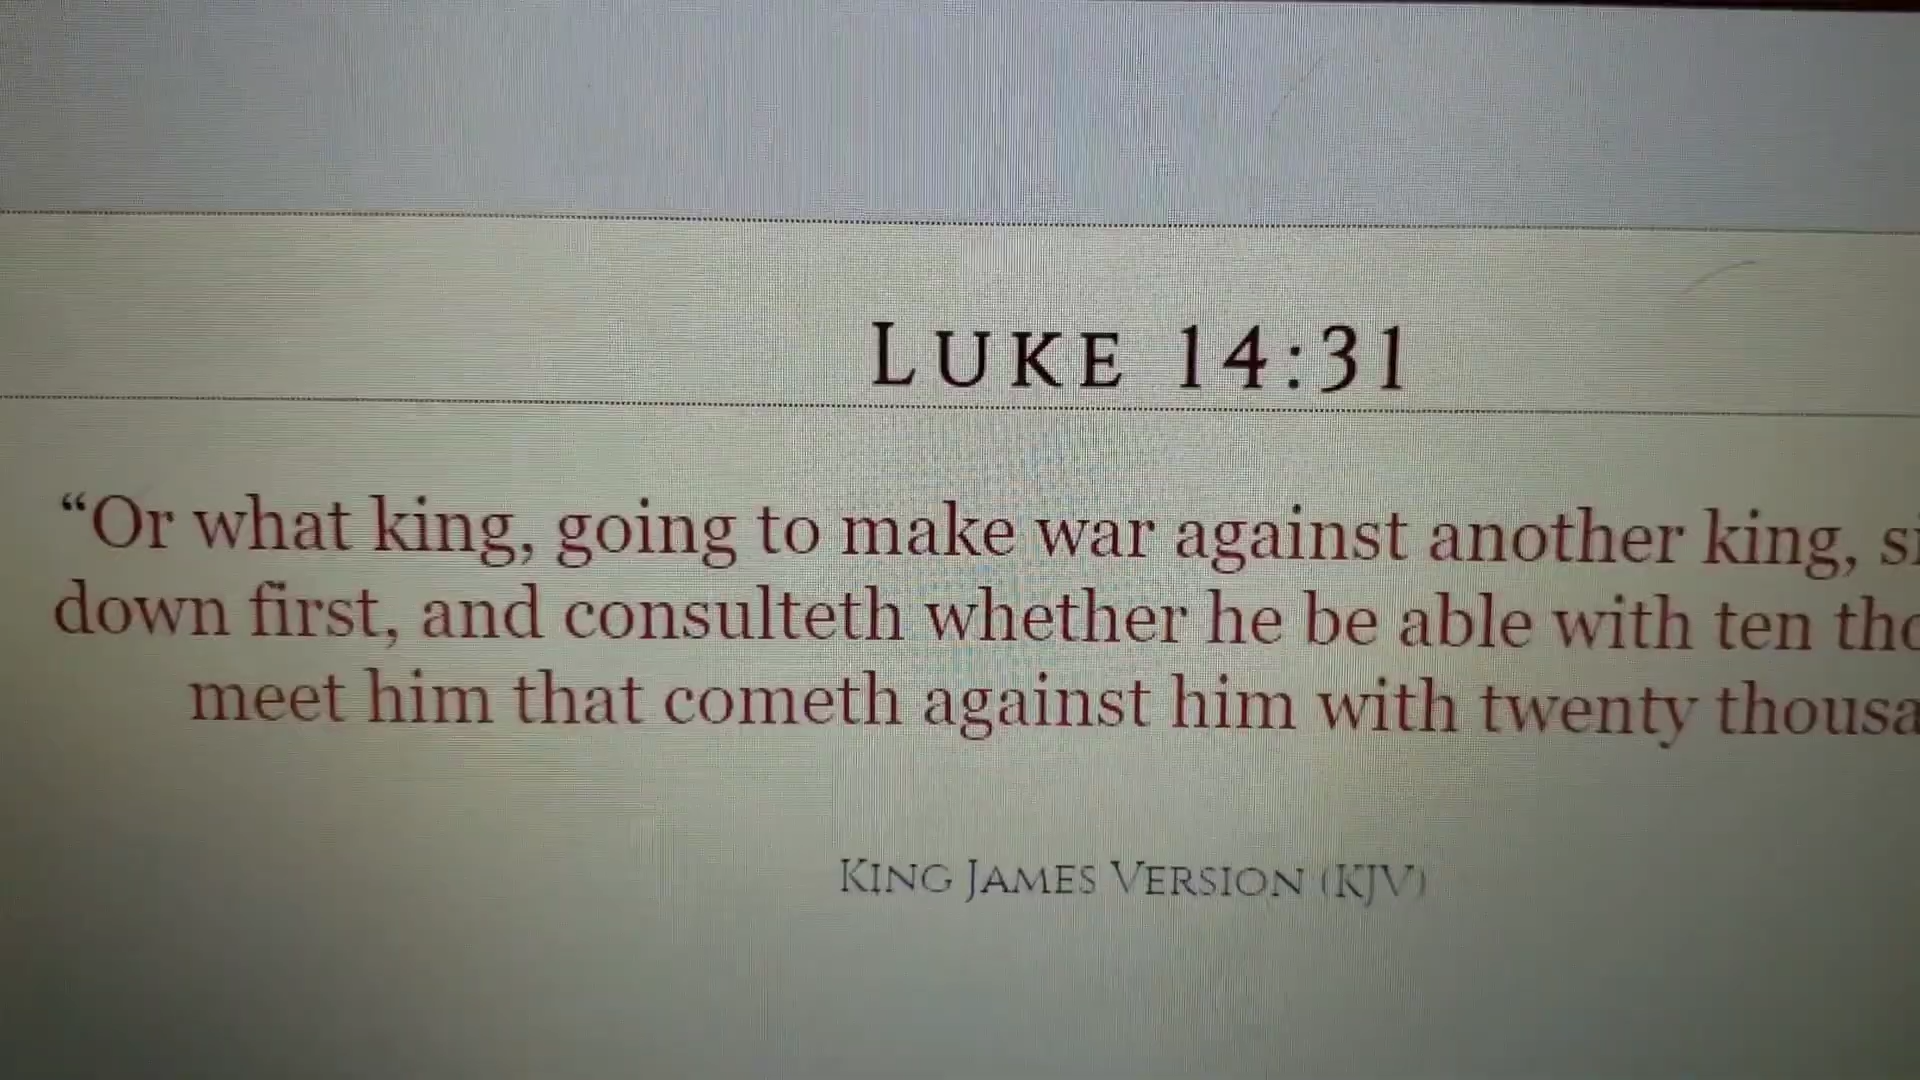 LUKE 14:31
“Or what king, going to make war against another king,
down first, and consulteth whether he be able with ten
meet him that cometh against him with twenty
KING JAMES VERSION (KJV)